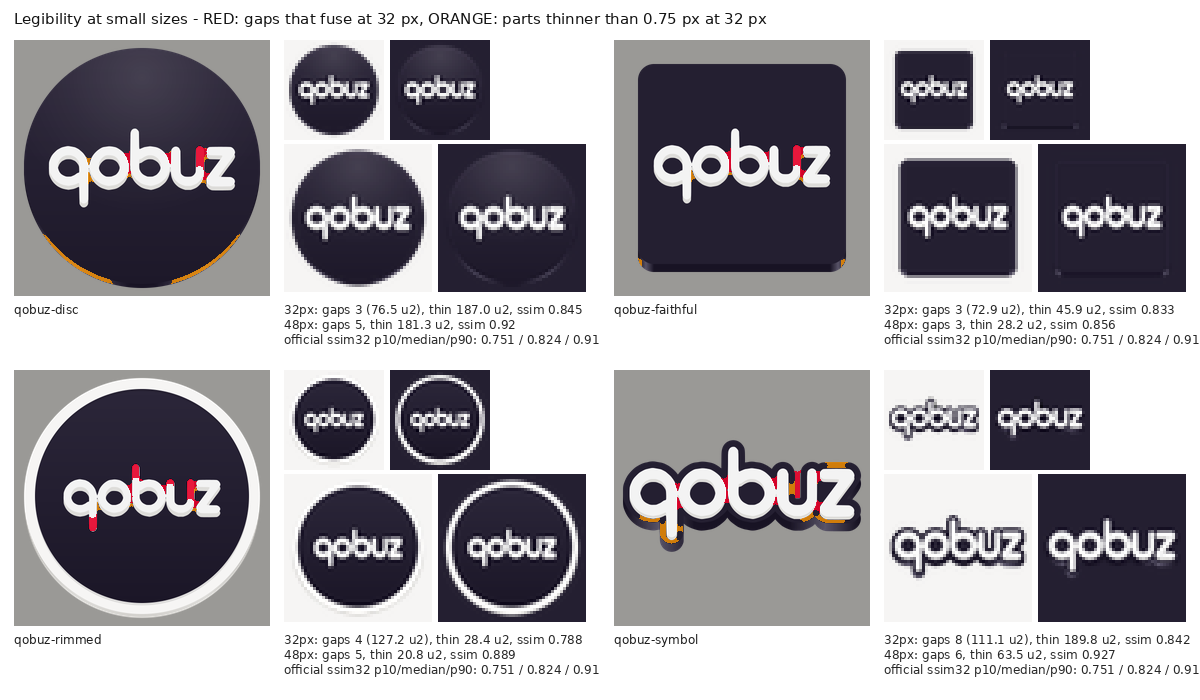 Legibility at small sizes - RED: gaps that fuse at 32 px, ORANGE: parts thinner than 0.75 px at 32 px
qobuz
qobuz
qobuz
qobuz
qobuz
qobuz-disc
32px: gaps 3 (76.5 u2), thin 187.0 u2, ssim 0.845
48px: gaps 5, thin 181.3 u2, ssim 0.92
official ssim32 p10/median/p90: 0.751 / 0.824 / 0.91
qobuz
qobuz
qobuz
qobuz
qobuz
qobuz-faithful
32px: gaps 3 (72.9 u2), thin 45.9 u2, ssim 0.833
48px: gaps 3, thin 28.2 u2, ssim 0.856
official ssim32 p10/median/p90: 0.751 / 0.824 / 0.91
qobuz
qobuz
qobuz
qobuz
qobuz
qobuz-rimmed
32px: gaps 4 (127.2 u2), thin 28.4 u2, ssim 0.788
48px: gaps 5, thin 20.8 u2, ssim 0.889
official ssim32 p10/median/p90: 0.751 / 0.824 / 0.91
qobuz
qobuz
qobuz
qobuz
qobuz
qobuz-symbol
32px: gaps 8 (111.1 u2), thin 189.8 u2, ssim 0.842
48px: gaps 6, thin 63.5 u2, ssim 0.927
official ssim32 p10/median/p90: 0.751 / 0.824 / 0.91